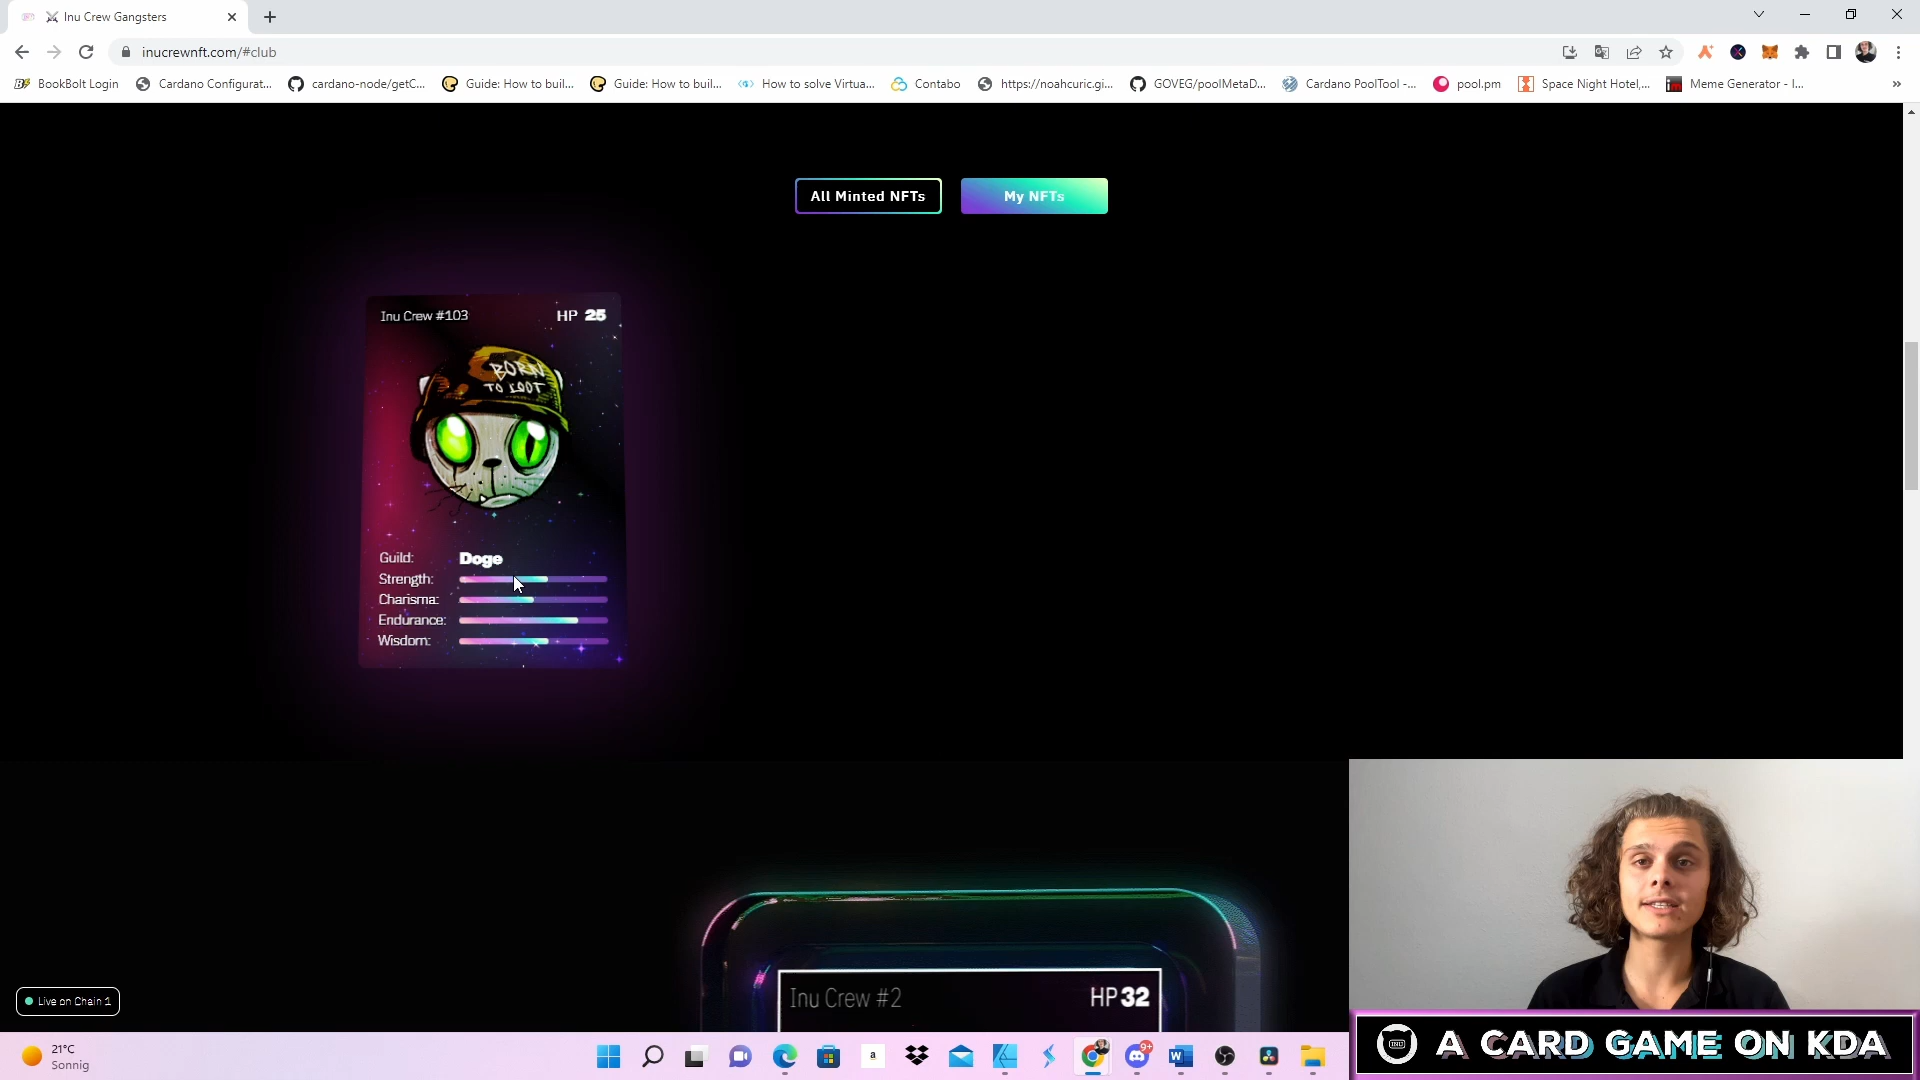 Inu Crew Gangsters
inucrewnft.com/#club
BookBolt Login
Cardano Configurat...
cardano-node/getC...
Guide: How to buil...
Guide: How to buil...
How to solve Virtua...
Contabo
https://noahcuric.gi...
GOVEG/poolMetaD...
Cardano PoolTool -...
pool.pm
Space Night Hotel,...
Meme Generator - I...
»
All Minted NFTs
My NFTs
Inu Crew #103
HP 25
BORN
TO LOOT
Guild: Doge
Strength:
Charisma:
Endurance:
Wisdom:
Inu Crew #2
HP 32
Live on Chain 1
21°C
Sonnig
9+
INU
A CARD GAME ON KDA